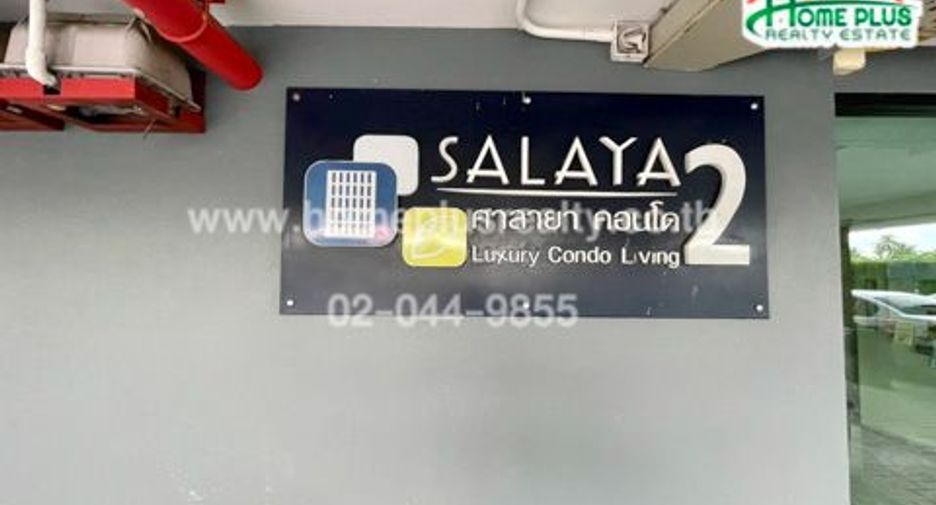 HOME PLUS
REALTY ESTATE
SALAYA 2
ศาลายา คอนโด
Luxury Condo Living
02-044-9855